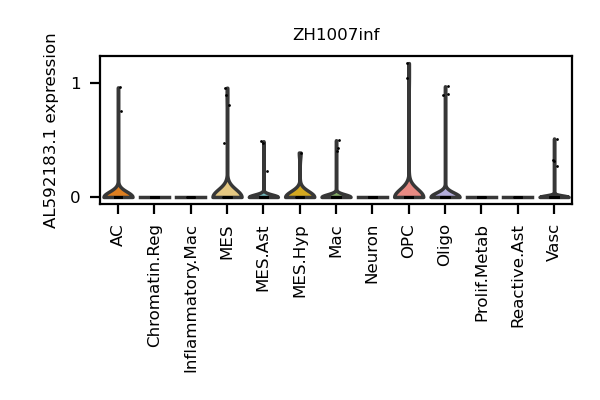 ZH1007inf
AL592183.1 expression
1
0
AC
Chromatin.Reg
Inflammatory.Mac
MES
MES.Ast
MES.Hyp
Mac
Neuron
OPC
Oligo
Prolif.Metab
Reactive.Ast
Vasc